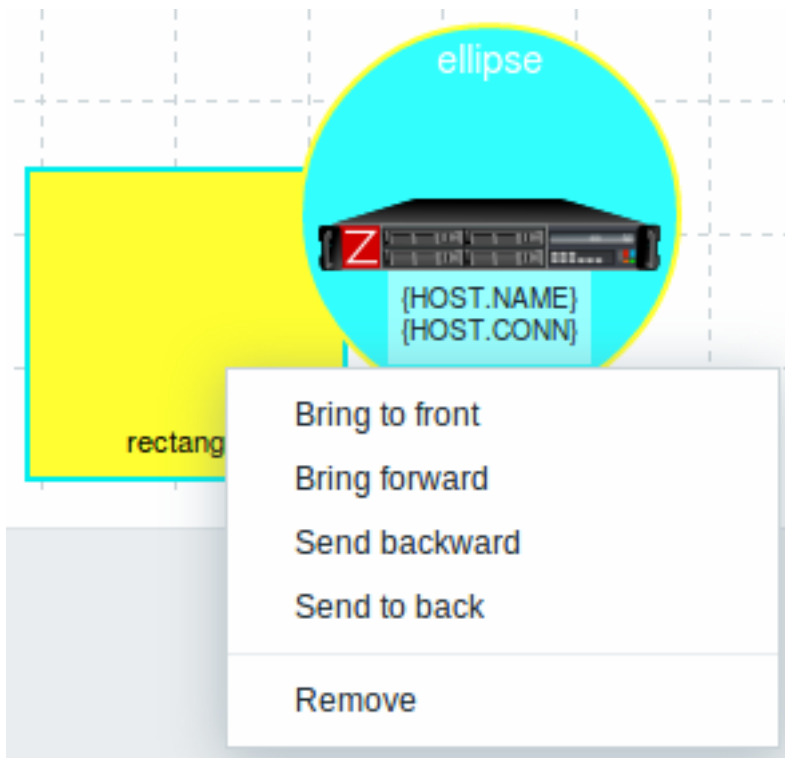 ellipse
Z
{HOST.NAME}
{HOST.CONN}
rectang
Bring to front
Bring forward
Send backward
Send to back
Remove